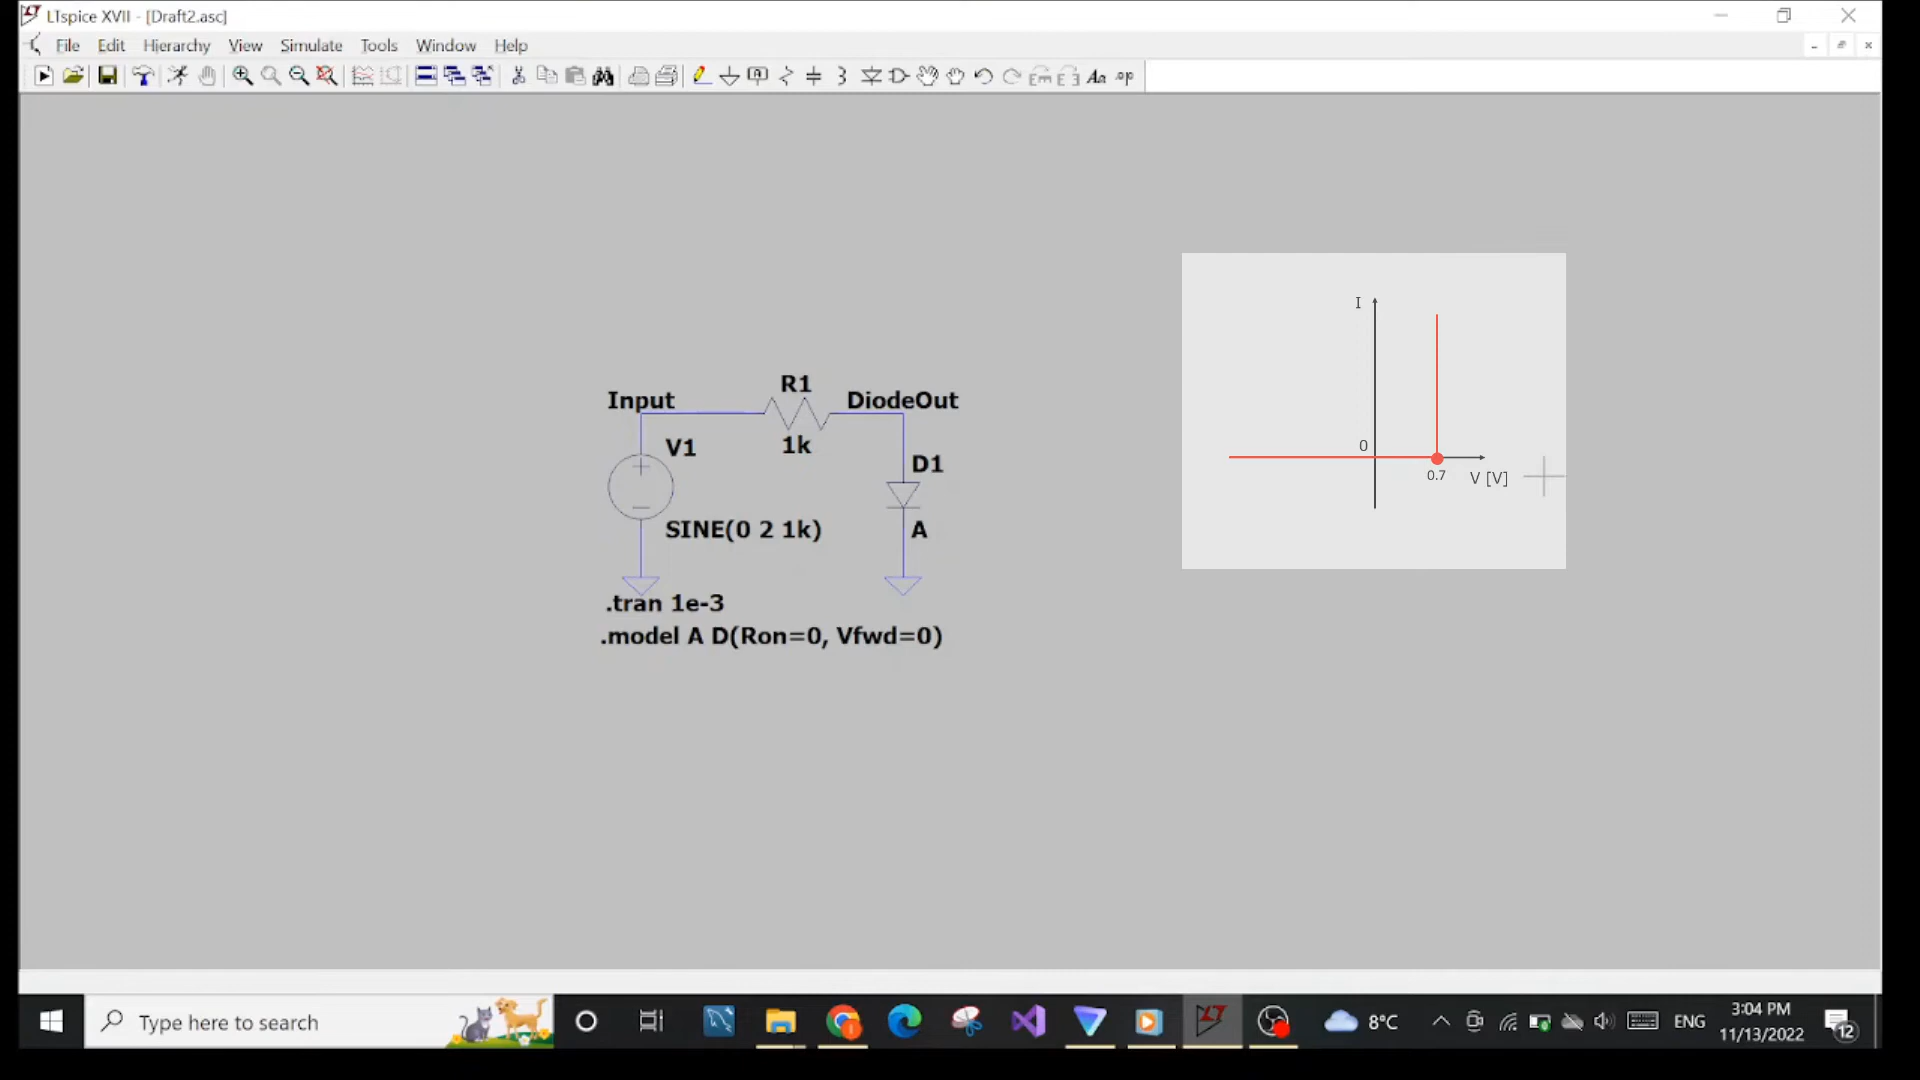 LTspice XVII - [Draft2.asc]
File Edit Hierarchy View Simulate Tools Window Help
Aa .op
I
0
0.7
V [V]
R1
Input
DiodeOut
V1
1k
D1
SINE(0 2 1k)
A
.tran 1e-3
.model A D(Ron=0, Vfwd=0)
Type here to search
8°C
ENG
3:04 PM
11/13/2022
12